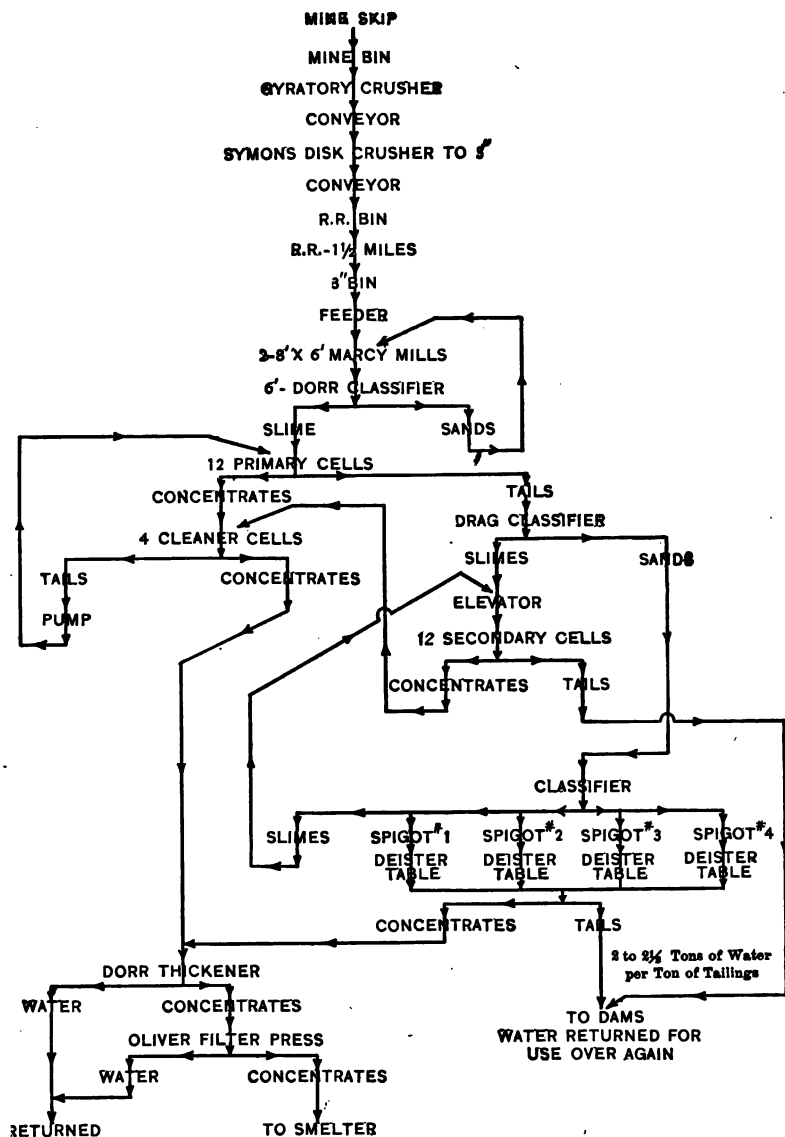 MINE SKIP
MINE BIN
GYRATORY CRUSHER
CONVEYOR
SYMON'S DISK CRUSHER TO 3"
CONVEYOR
R.R. BIN
R.R.-1½ MILES
3" BIN
FEEDER
2-8' X 6' MARCY MILLS
6'- DORR CLASSIFIER
SLIME SANDS
12 PRIMARY CELLS
CONCENTRATES TAILS
DRAG CLASSIFIER
4 CLEANER CELLS
SLIMES SANDS
TAILS CONCENTRATES
ELEVATOR
PUMP
12 SECONDARY CELLS
CONCENTRATES TAILS
CLASSIFIER
SLIMES SPIGOT #1 SPIGOT #2 SPIGOT #3 SPIGOT #4
DEISTER DEISTER DEISTER DEISTER
TABLE TABLE TABLE TABLE
CONCENTRATES TAILS
2 to 2½ Tons of Water
per Ton of Tailings
DORR THICKENER
WATER CONCENTRATES
TO DAMS
WATER RETURNED FOR
USE OVER AGAIN
OLIVER FILTER PRESS
WATER CONCENTRATES
RETURNED TO SMELTER